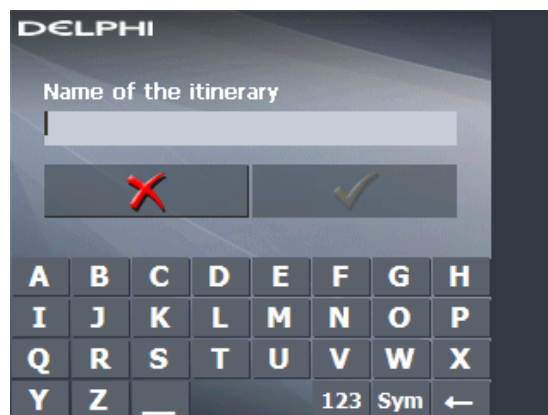 DELPHI
Name of the itinerary
A B C D E F G H
I J K L M N O P
Q R S T U V W X
Y Z _ 123 Sym ←